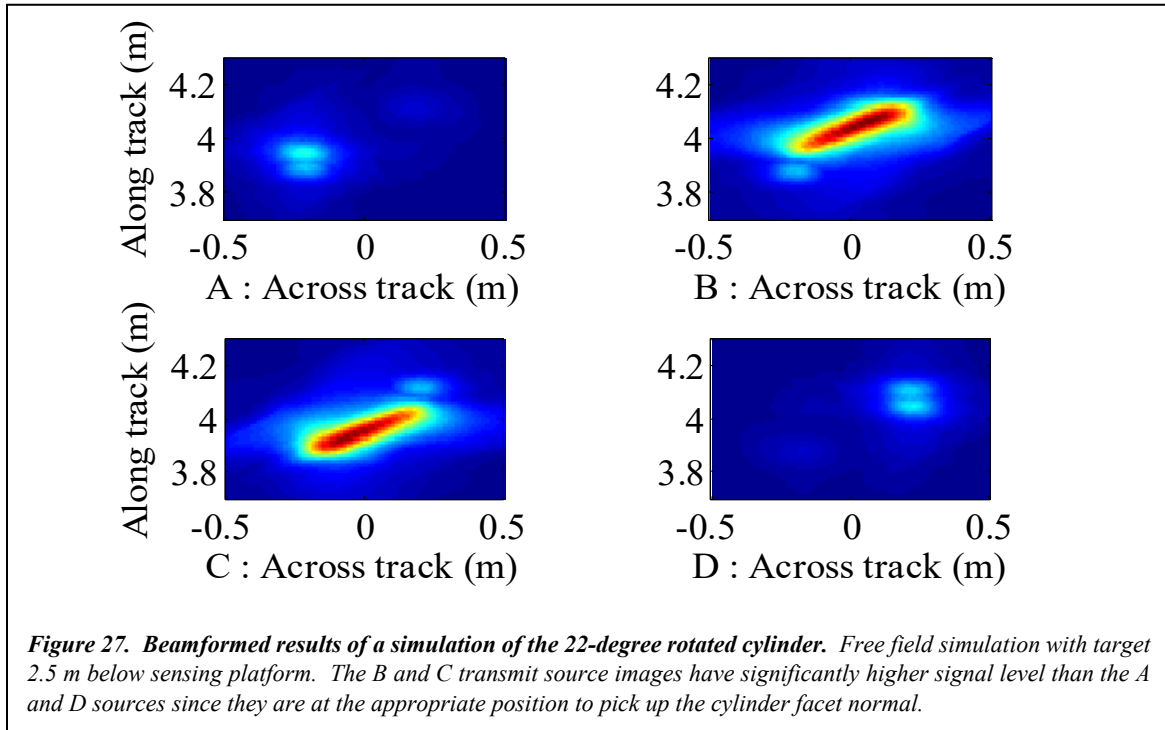 Along track (m)
4.2
4
3.8
-0.5 0 0.5
A : Across track (m)
4.2
4
3.8
-0.5 0 0.5
B : Across track (m)
Along track (m)
4.2
4
3.8
-0.5 0 0.5
C : Across track (m)
4.2
4
3.8
-0.5 0 0.5
D : Across track (m)
Figure 27. Beamformed results of a simulation of the 22-degree rotated cylinder. Free field simulation with target
2.5 m below sensing platform. The B and C transmit source images have significantly higher signal level than the A
and D sources since they are at the appropriate position to pick up the cylinder facet normal.